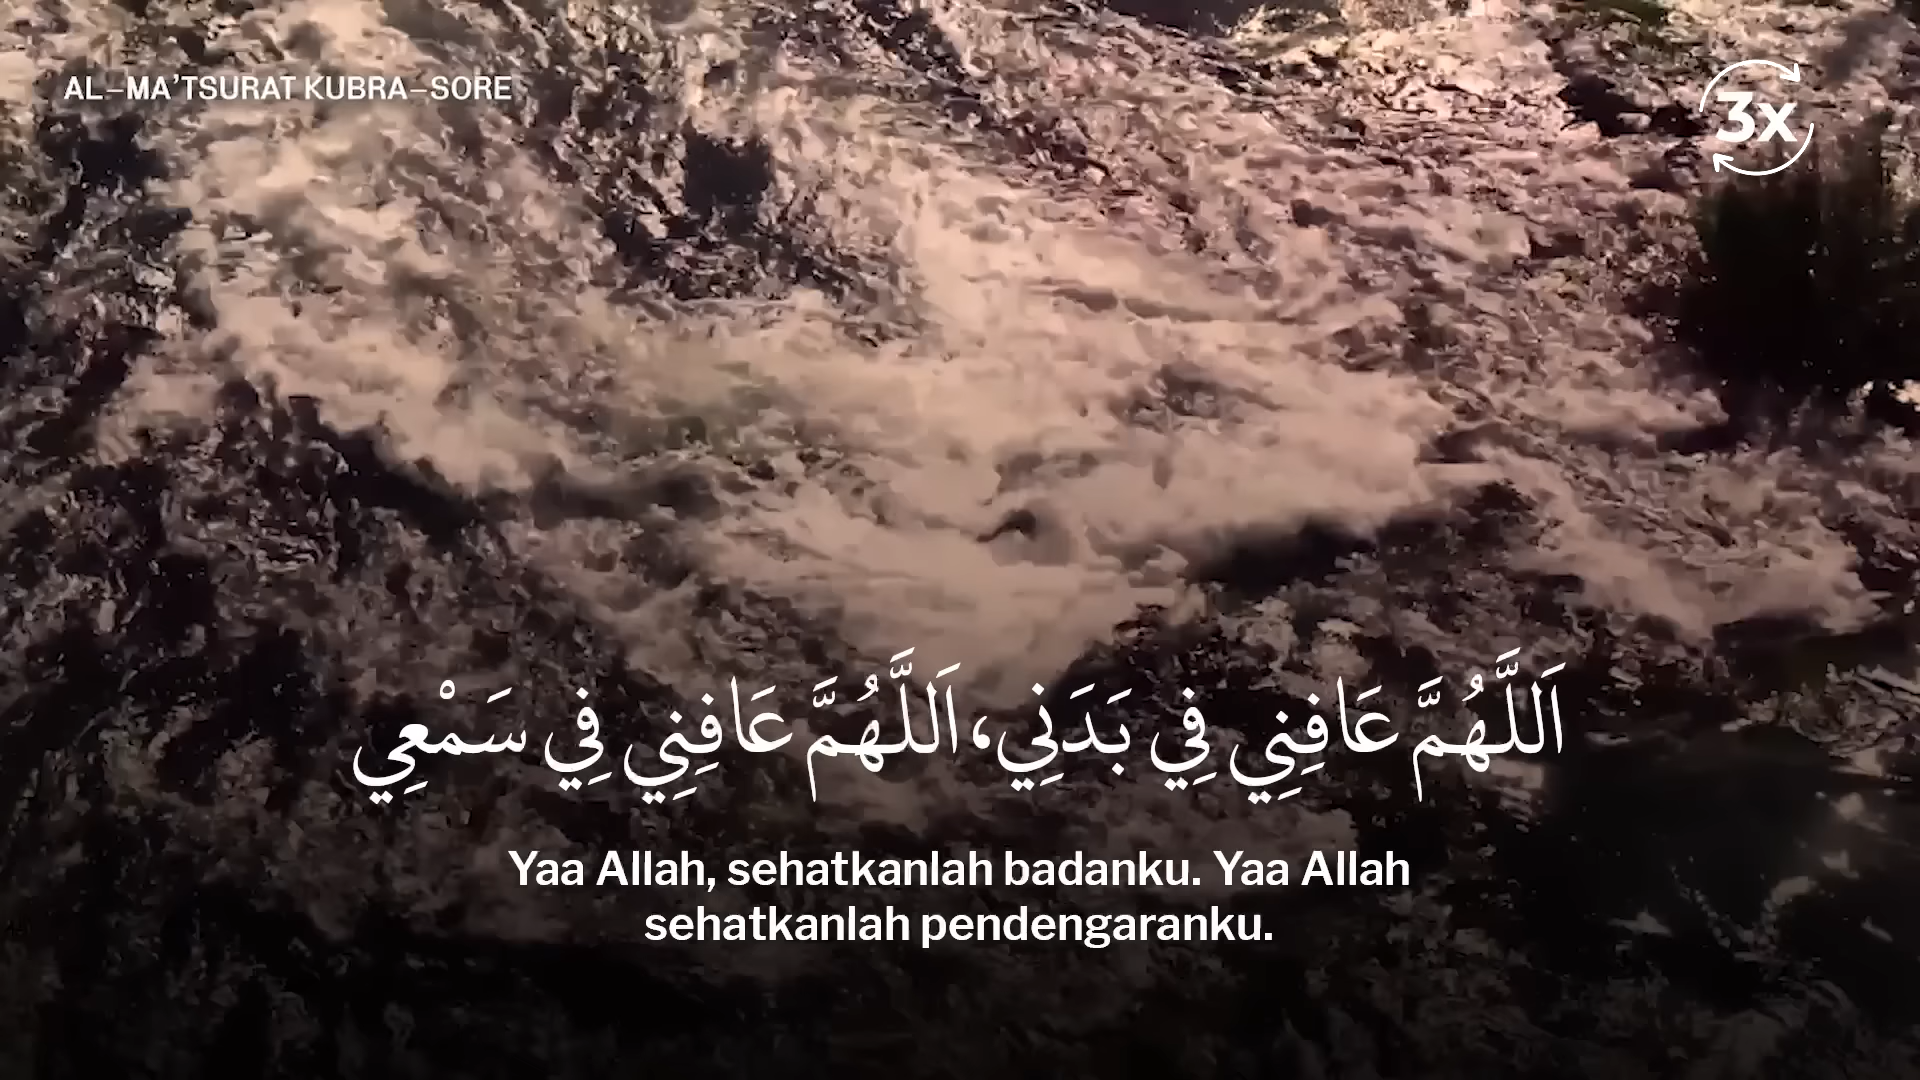 AL–MA’TSURAT KUBRA–SORE
3x
اَللَّهُمَّ عَافِنِي فِي بَدَنِي، اَللَّهُمَّ عَافِنِي فِي سَمْعِي
Yaa Allah, sehatkanlah badanku. Yaa Allah
sehatkanlah pendengaranku.